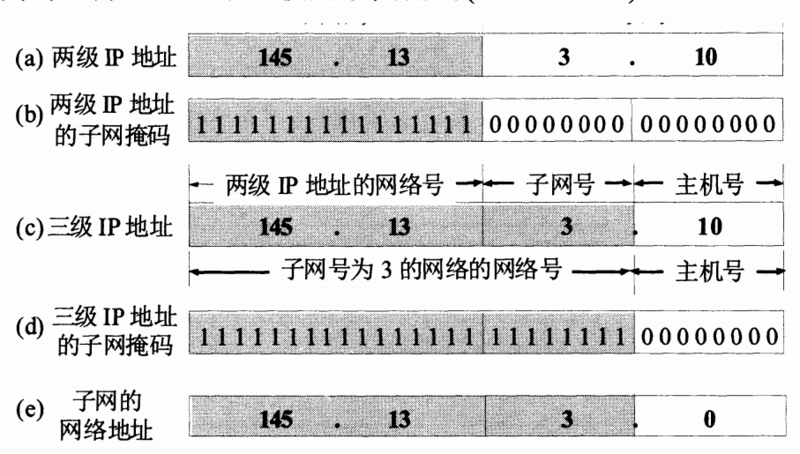 (a) 两级 IP 地址 145 . 13 3 . 10
(b) 两级 IP 地址
的子网掩码 1111111111111111 00000000 00000000
两级 IP 地址的网络号 子网号 主机号
(c) 三级 IP 地址 145 . 13 3 . 10
子网号为 3 的网络的网络号 主机号
(d) 三级 IP 地址
的子网掩码 1111111111111111 11111111 00000000
(e) 子网的
网络地址 145 . 13 3 . 0